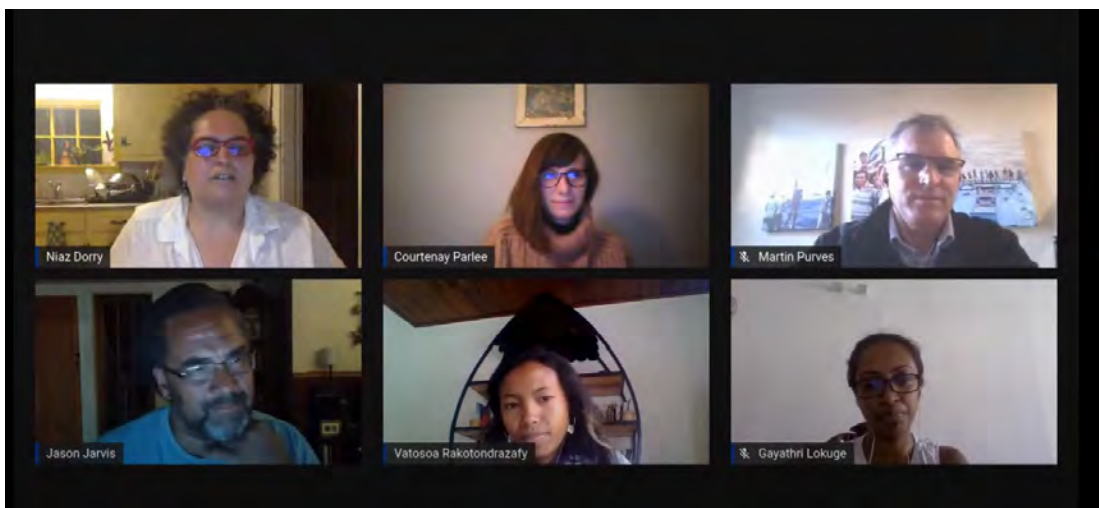 Niaz Dorry
Courtenay Parlee
Martin Purves
Jason Jarvis
Vatosoa Rakotondrazafy
Gayathri Lokuge